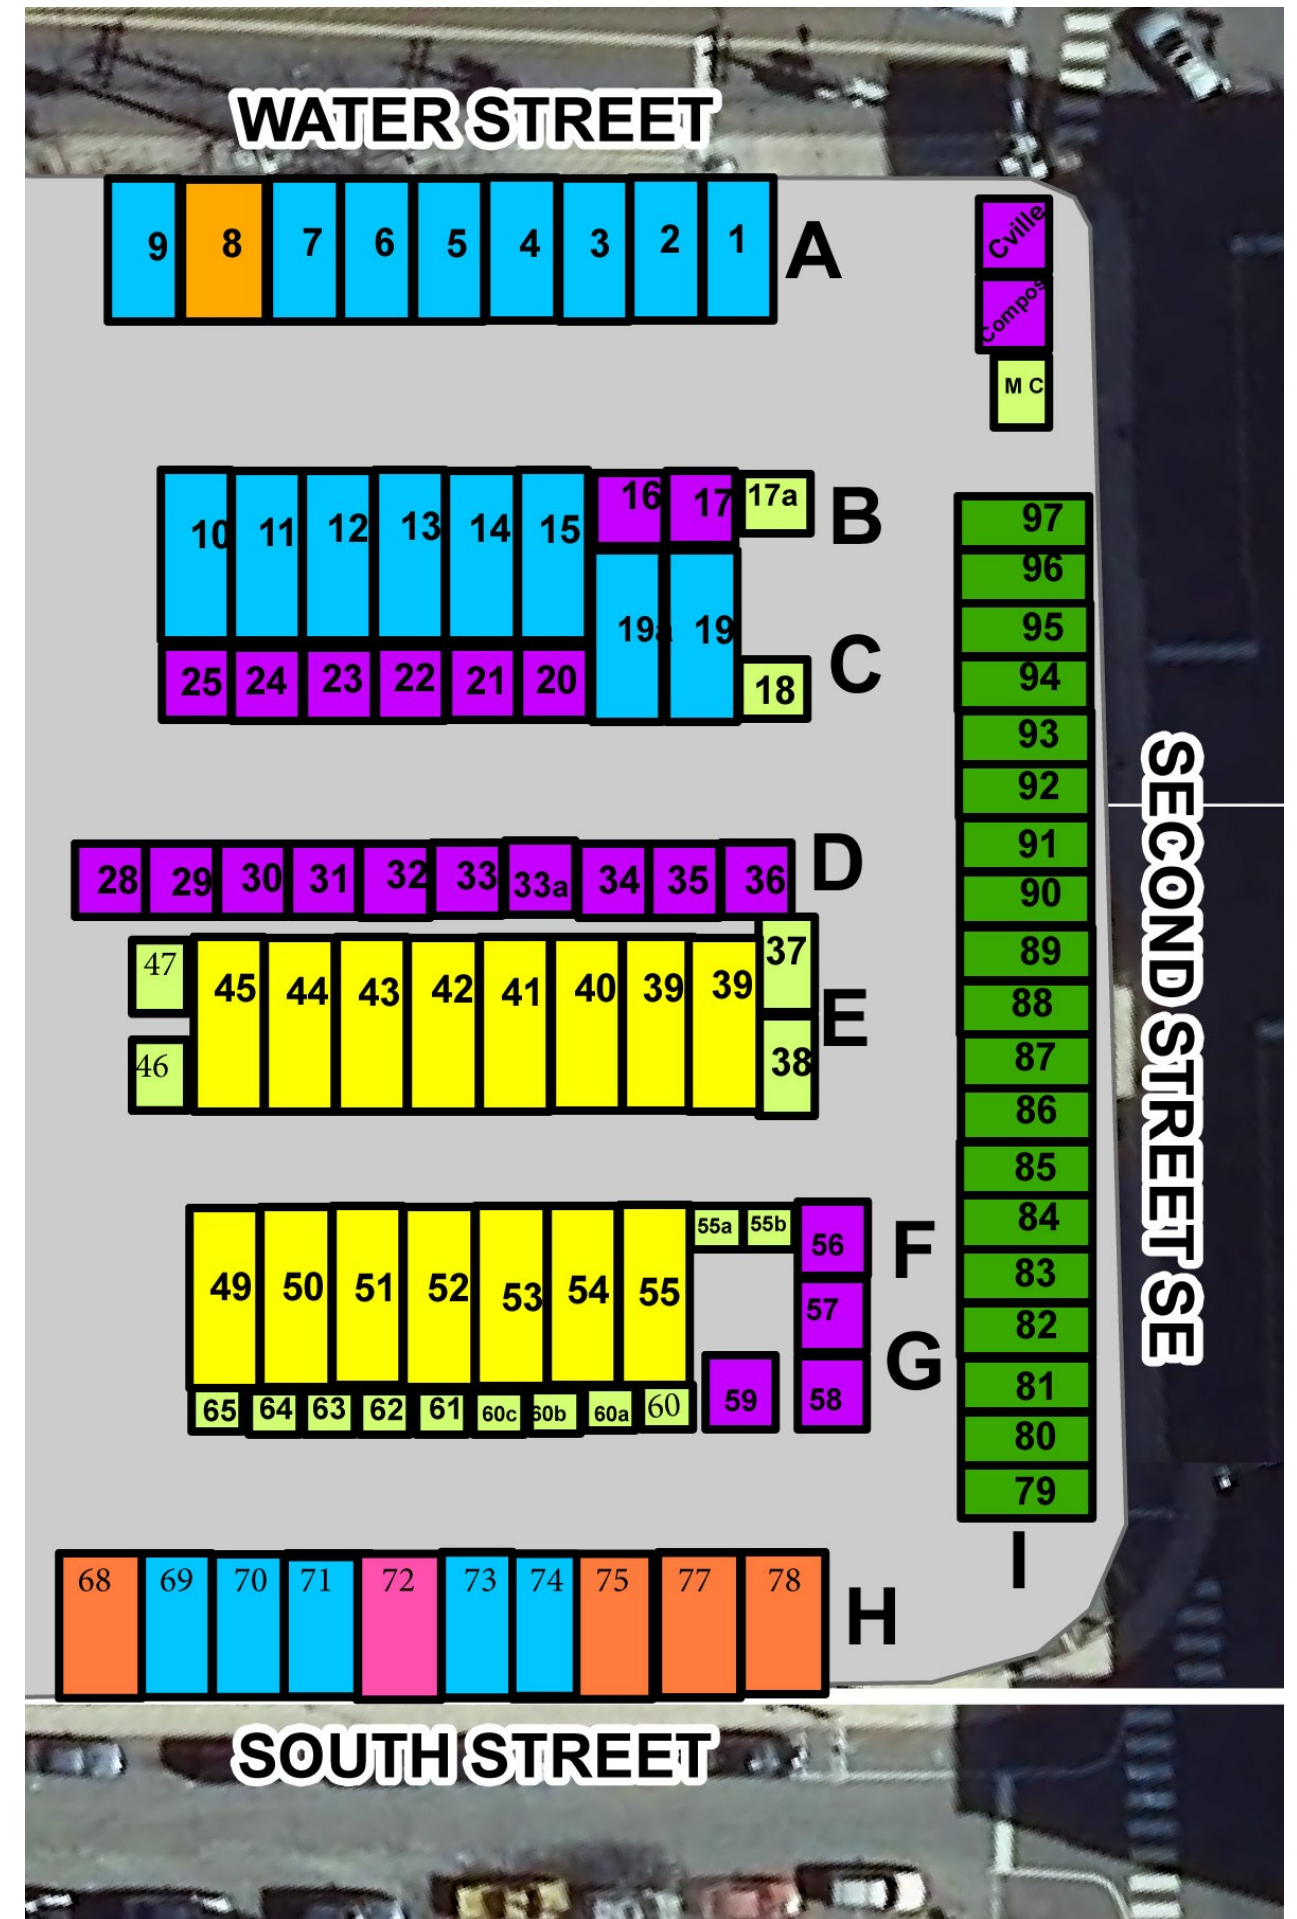 WATER STREET
9 8 7 6 5 4 3 2 1 A
Cville
Compos
M C
10 11 12 13 14 15 16 17 17a B
19a 19
25 24 23 22 21 20 18 C
28 29 30 31 32 33 33a 34 35 36 D
47 45 44 43 42 41 40 39 39 37
46 38 E
49 50 51 52 53 54 55 55a 55b 56 F
57
65 64 63 62 61 60c 60b 60a 60 59 58 G
97
96
95
94
93
92
91
90
89
88
87
86
85
84
83
82
81
80
79
I
SECOND STREET SE
68 69 70 71 72 73 74 75 77 78 H
SOUTH STREET